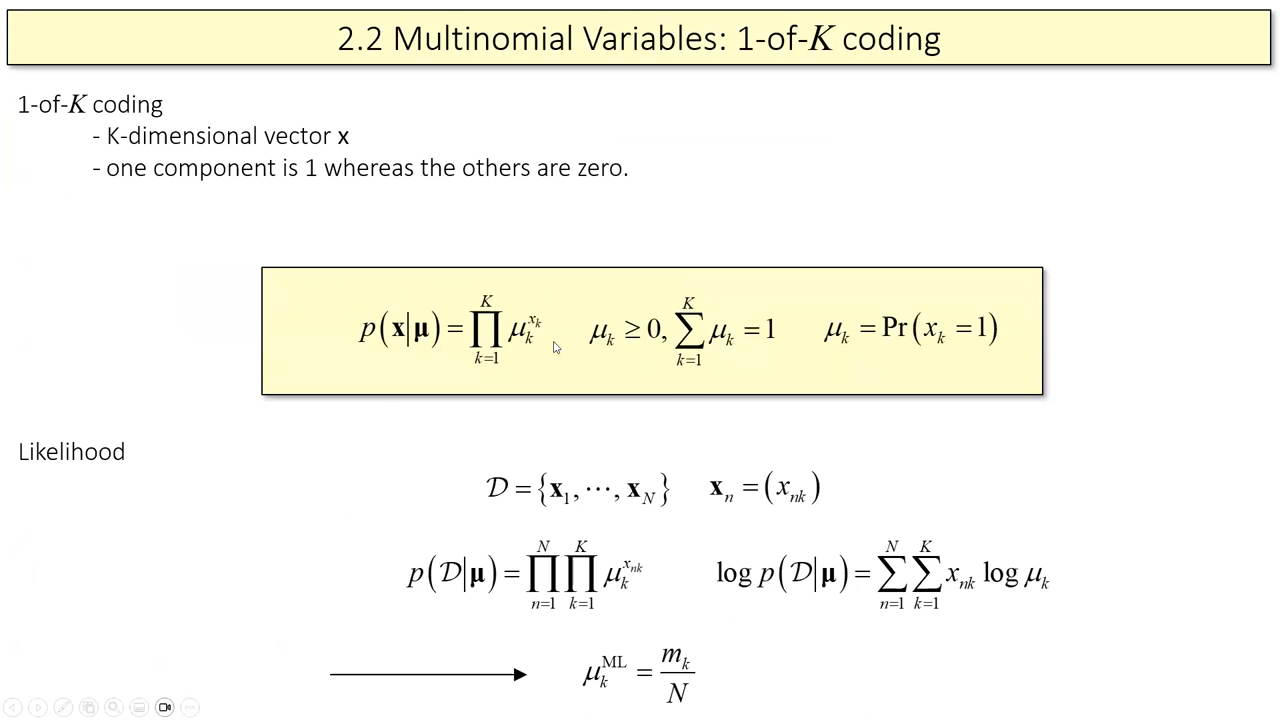 2.2 Multinomial Variables: 1-of-K coding
1-of-K coding
- K-dimensional vector x
- one component is 1 whereas the others are zero.
p(x|μ) = ∏_{k=1}^{K} μ_k^{x_k}   μ_k ≥ 0, ∑_{k=1}^{K} μ_k = 1   μ_k = Pr(x_k = 1)
Likelihood
𝒟 = {x_1, ⋯, x_N}   x_n = (x_{nk})
p(𝒟|μ) = ∏_{n=1}^{N} ∏_{k=1}^{K} μ_k^{x_{nk}}   log p(𝒟|μ) = ∑_{n=1}^{N} ∑_{k=1}^{K} x_{nk} log μ_k
μ_k^{ML} = m_k / N